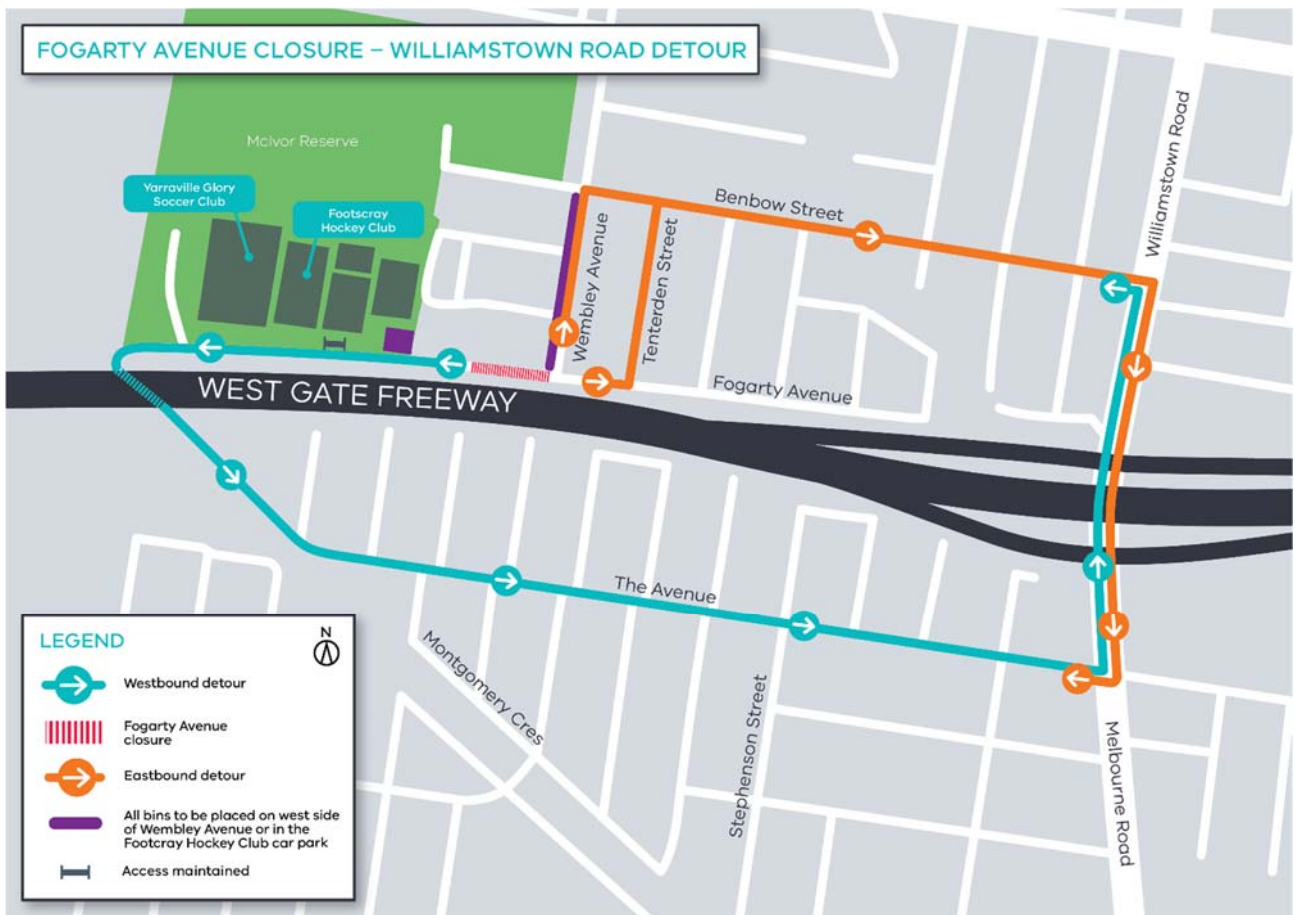 FOGARTY AVENUE CLOSURE – WILLIAMSTOWN ROAD DETOUR
McIvor Reserve
Yarraville Glory
Soccer Club
Footscray
Hockey Club
Williamstown Road
Benbow Street
Wembley Avenue
Tenterden Street
Fogarty Avenue
WEST GATE FREEWAY
The Avenue
Montgomery Cres
Stephenson Street
Melbourne Road
LEGEND
N
Westbound detour
Fogarty Avenue
closure
Eastbound detour
All bins to be placed on west side
of Wembley Avenue or in the
Footcray Hockey Club car park
Access maintained